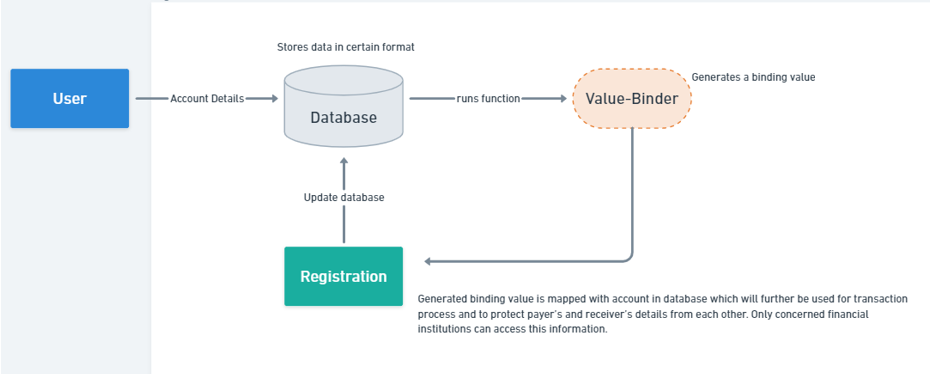 Stores data in certain format
User
Account Details
Database
runs function
Value-Binder
Generates a binding value
Update database
Registration
Generated binding value is mapped with account in database which will further be used for transaction
process and to protect payer's and receiver's details from each other. Only concerned financial
institutions can access this information.